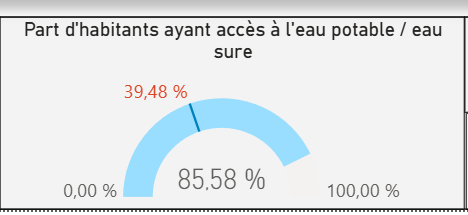 Part d'habitants ayant accès à l'eau potable / eau
sure
39,48 %
85,58 %
0,00 %
100,00 %